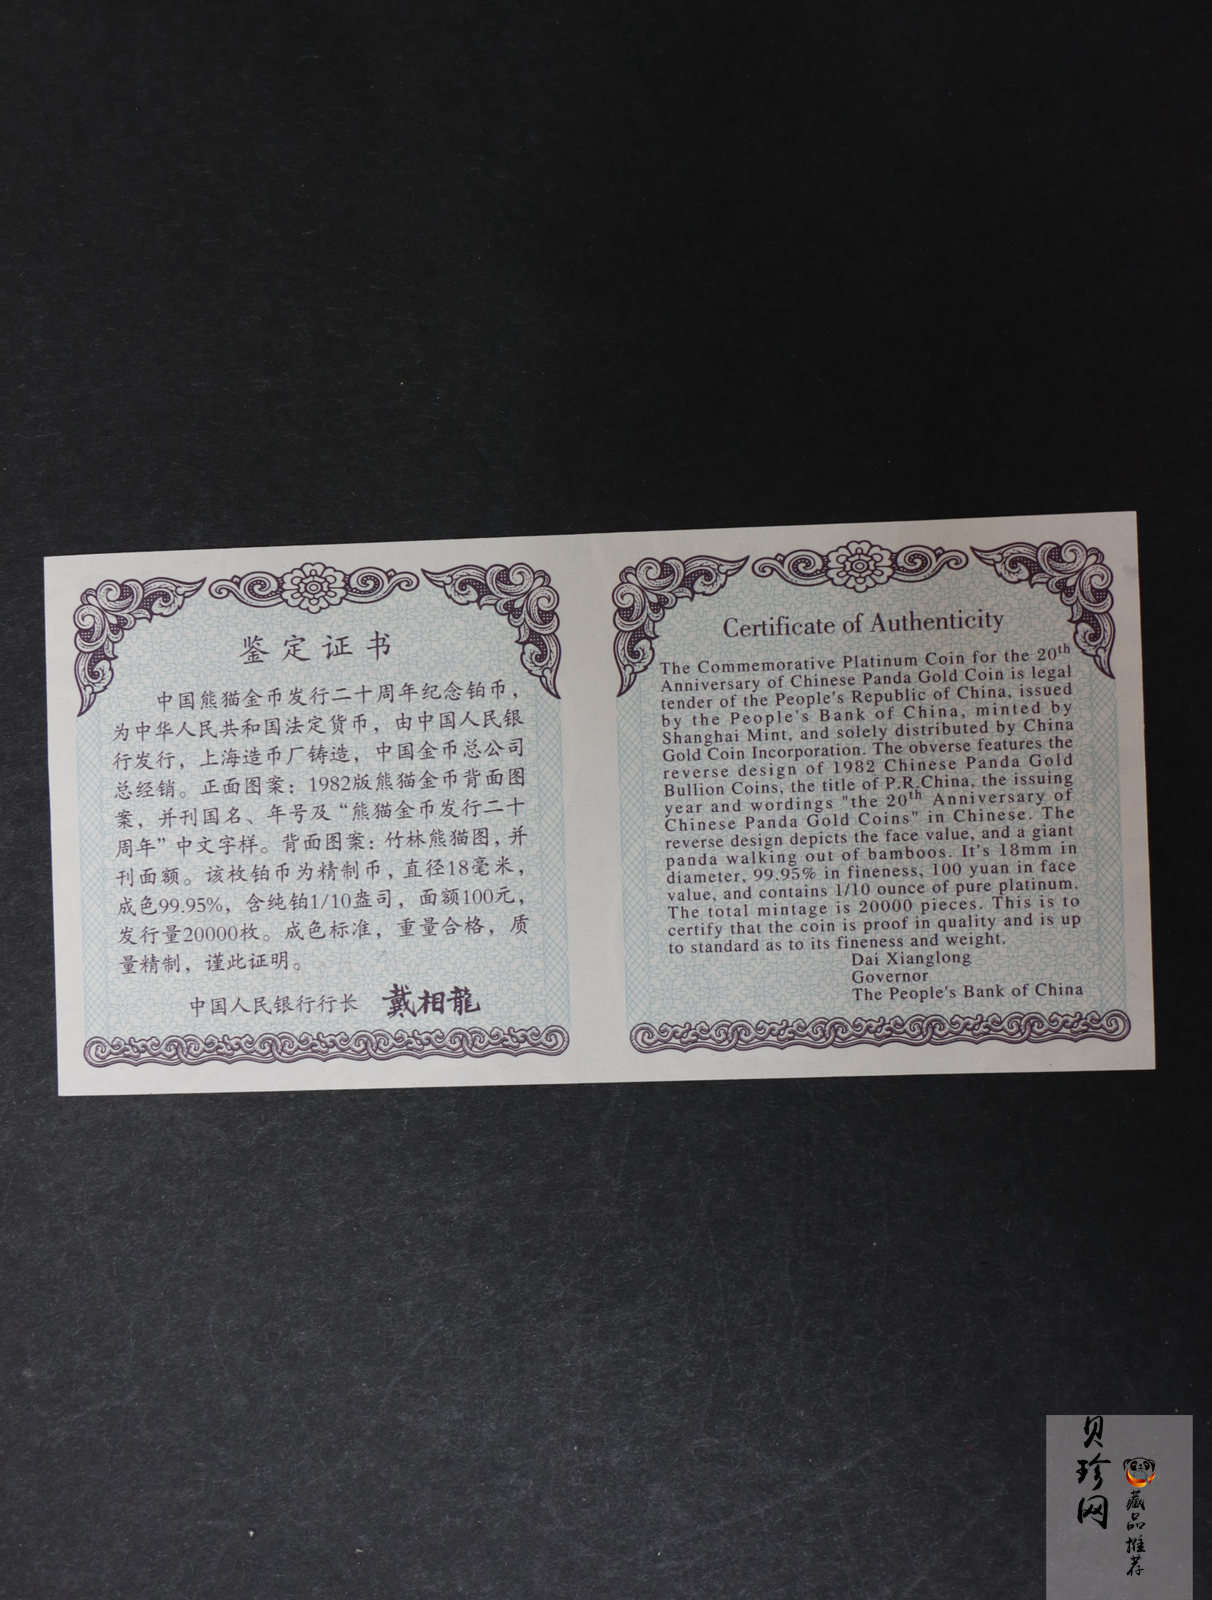 鉴定证书
中国熊猫金币发行二十周年纪念铂币，
为中华人民共和国法定货币，由中国人民银
行发行，上海造币厂铸造，中国金币总公司
总经销。正面图案：1982版熊猫金币背面图
案，并刊国名、年号及“熊猫金币发行二十
周年”中文字样。背面图案：竹林熊猫图，并
刊面额。该枚铂币为精制币，直径18毫米，
成色99.95%，含纯铂1/10盎司，面额100元，
发行量20000枚。成色标准，重量合格，质
量精制，谨此证明。
中国人民银行行长 戴相龍
Certificate of Authenticity
The Commemorative Platinum Coin for the 20th
Anniversary of Chinese Panda Gold Coin is legal
tender of the People's Republic of China, issued
by the People's Bank of China, minted by
Shanghai Mint, and solely distributed by China
Gold Coin Incorporation. The obverse features the
reverse design of 1982 Chinese Panda Gold
Bullion Coins, the title of P.R.China, the issuing
year and wordings "the 20th Anniversary of
Chinese Panda Gold Coins" in Chinese. The
reverse design depicts the face value, and a giant
panda walking out of bamboos. It's 18mm in
diameter, 99.95% in fineness, 100 yuan in face
value, and contains 1/10 ounce of pure platinum.
The total mintage is 20000 pieces. This is to
certify that the coin is proof in quality and is up
to standard as to its fineness and weight.
Dai Xianglong
Governor
The People's Bank of China
贝珍网
藏品推荐